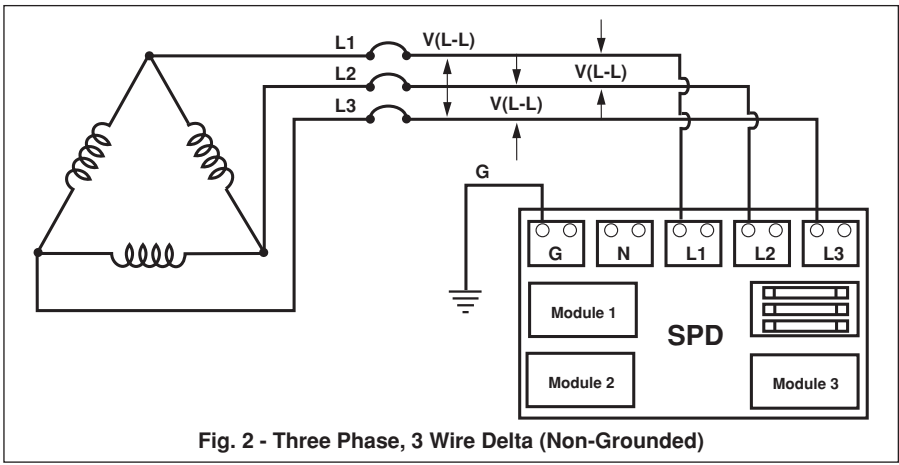 L1
V(L-L)
L2
V(L-L)
L3
V(L-L)
G
G
N
L1
L2
L3
Module 1
SPD
Module 2
Module 3
Fig. 2 - Three Phase, 3 Wire Delta (Non-Grounded)